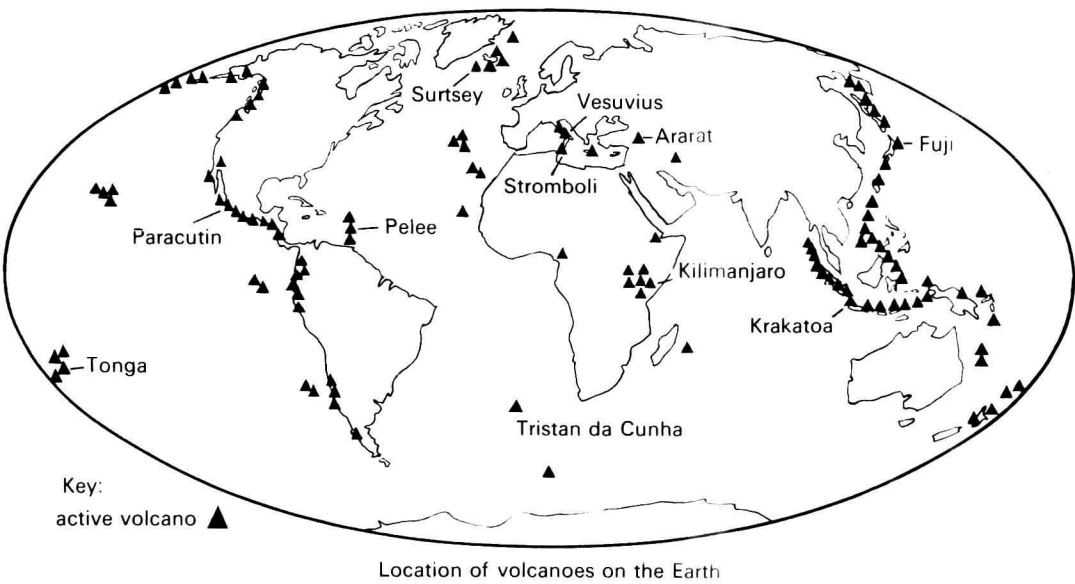 Surtsey
Vesuvius
Ararat
Fuji
Stromboli
Paracutin
Pelee
Kilimanjaro
Krakatoa
Tonga
Tristan da Cunha
Key:
active volcano
Location of volcanoes on the Earth